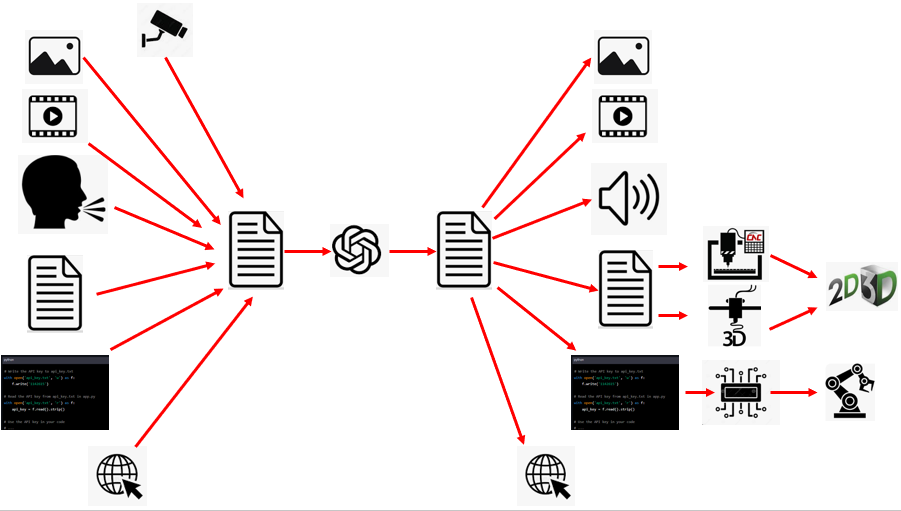 CNC
2D3D
3D
python
# Write the API key to api_key.txt
with open('api_key.txt', 'w') as f:
f.write('
# Read the API key from api_key.txt in app.py
with open('api_key.txt', 'r') as f:
api_key = f.read().strip()
# Use the API key in your code
python
# Write the API key to api_key.txt
with open('api_key.txt', 'w') as f:
f.write('
# Read the API key from api_key.txt in app.py
with open('api_key.txt', 'r') as f:
api_key = f.read().strip()
# Use the API key in your code